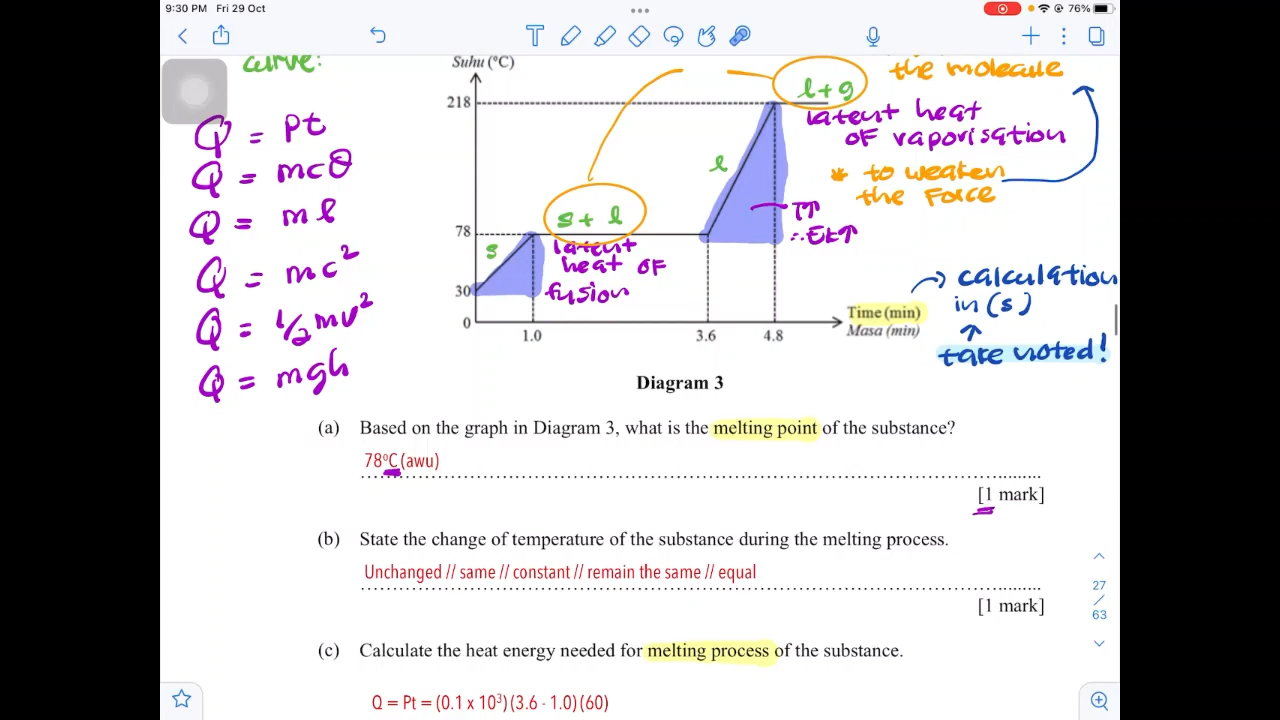 9:30 PM Fri 29 Oct
76%
curve:
Q = Pt
Q = mcθ
Q = ml
Q = mc²
Q = ½mv²
Q = mgh
Suhu (°C)
218
78
30
0
1.0
3.6
4.8
s
s + l
latent
heat of
fusion
l
l + g
latent heat
of vaporisation
the molecule
* to weaken
the force
T↑
∴Ek↑
Time (min)
Masa (min)
calculation
in (s)
take noted!
Diagram 3
(a) Based on the graph in Diagram 3, what is the melting point of the substance?
78°C (awu)
[1 mark]
(b) State the change of temperature of the substance during the melting process.
Unchanged // same // constant // remain the same // equal
[1 mark]
27
/
63
(c) Calculate the heat energy needed for melting process of the substance.
Q = Pt = (0.1 x 10³) (3.6 - 1.0) (60)